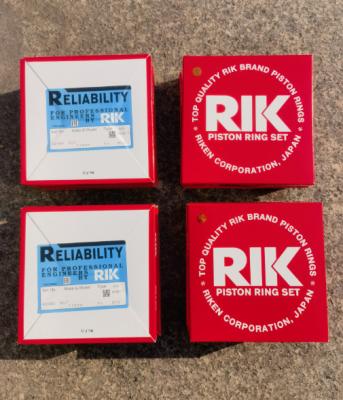 RELIABILITY
FOR PROFESSIONAL
ENGINEERS
BY RIK
TOP QUALITY RIK BRAND PISTON RINGS
RIK
PISTON RING SET
RIKEN CORPORATION, JAPAN
RELIABILITY
FOR PROFESSIONAL
ENGINEERS
BY RIK
TOP QUALITY RIK BRAND PISTON RINGS
RIK
PISTON RING SET
RIKEN CORPORATION, JAPAN